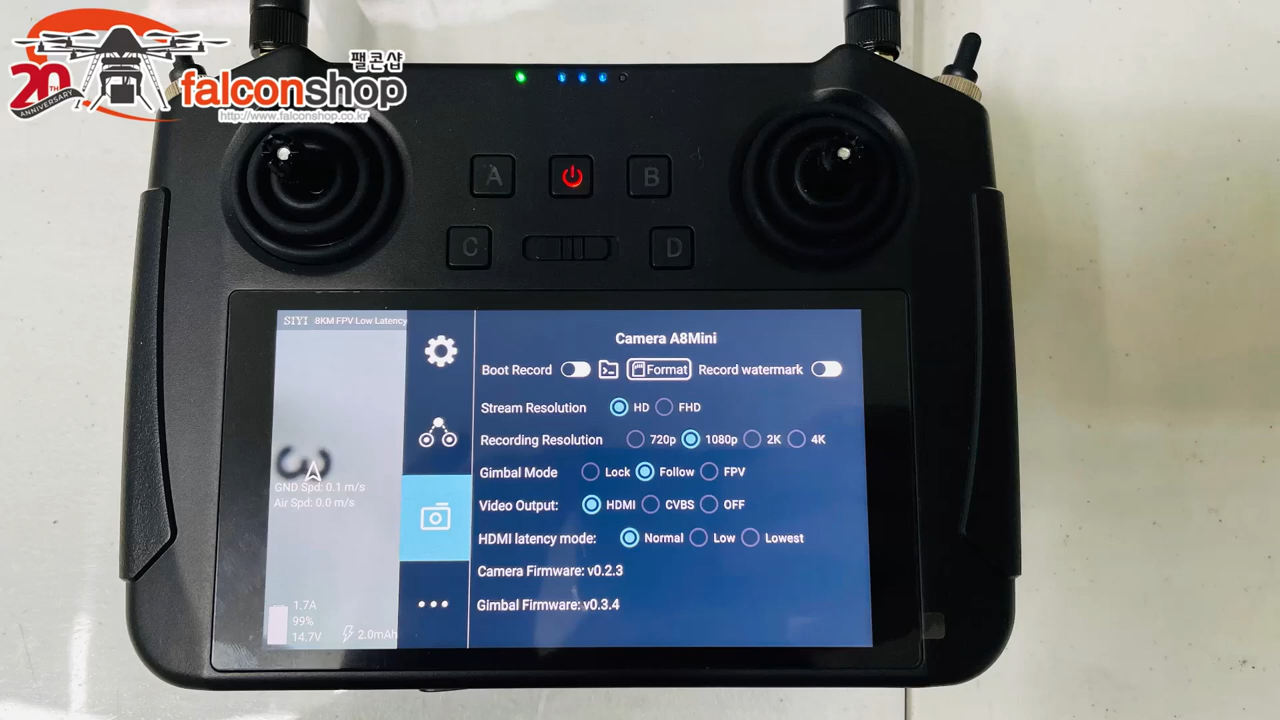 팰콘샵
20TH
ANNIVERSARY
falconshop
http://www.falconshop.co.kr
A
B
C
D
SIYI 8KM FPV Low Latency
Camera A8Mini
Boot Record Format Record watermark
Stream Resolution HD FHD
Recording Resolution 720p 1080p 2K 4K
Gimbal Mode Lock Follow FPV
Video Output: HDMI CVBS OFF
HDMI latency mode: Normal Low Lowest
Camera Firmware: v0.2.3
Gimbal Firmware: v0.3.4
3
GND Spd: 0.1 m/s
Air Spd: 0.0 m/s
1.7A
99%
14.7V
2.0mAh